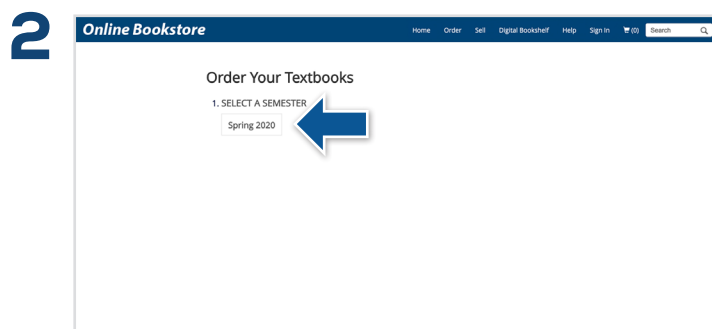 2
Online Bookstore
Home Order Sell Digital Bookshelf Help Sign In (0) Search
Order Your Textbooks
1. SELECT A SEMESTER
Spring 2020